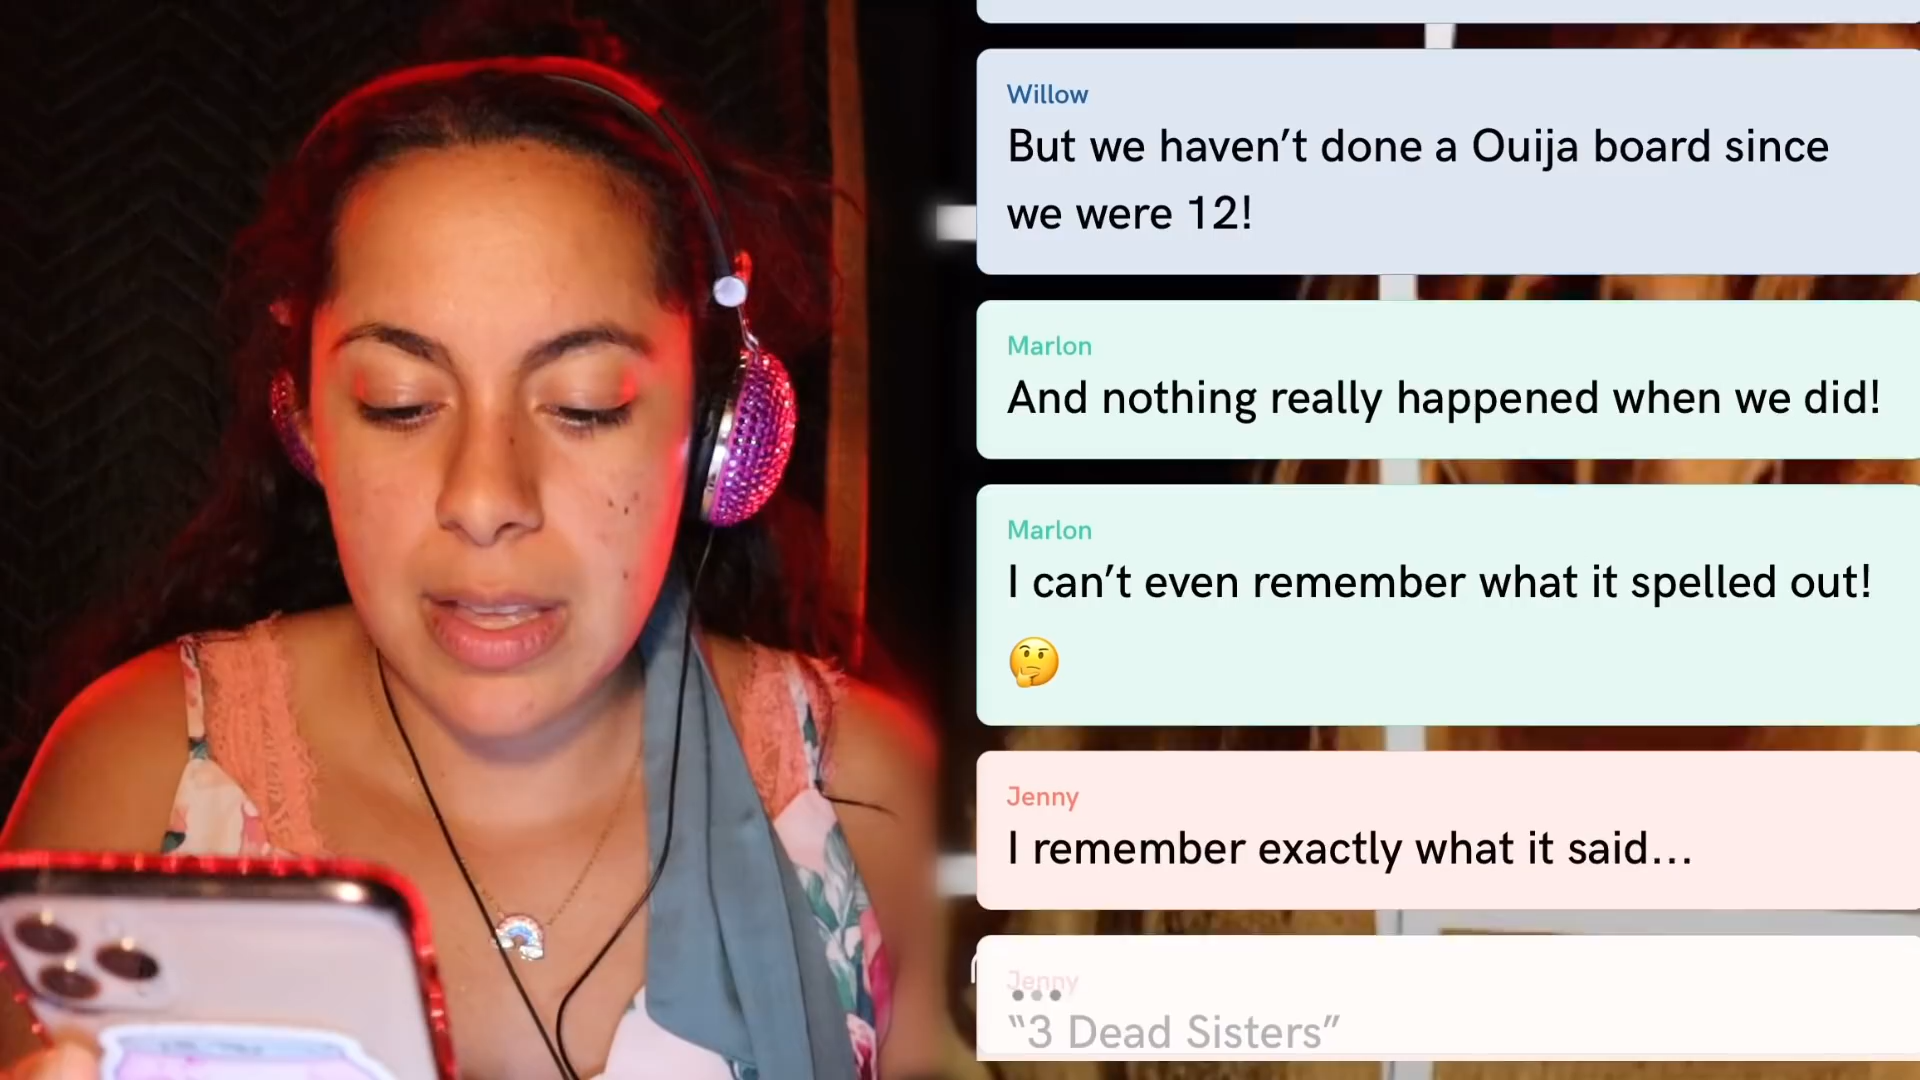 Willow
But we haven’t done a Ouija board since
we were 12!
Marlon
And nothing really happened when we did!
Marlon
I can’t even remember what it spelled out!
🤔
Jenny
I remember exactly what it said...
Jenny
“3 Dead Sisters”